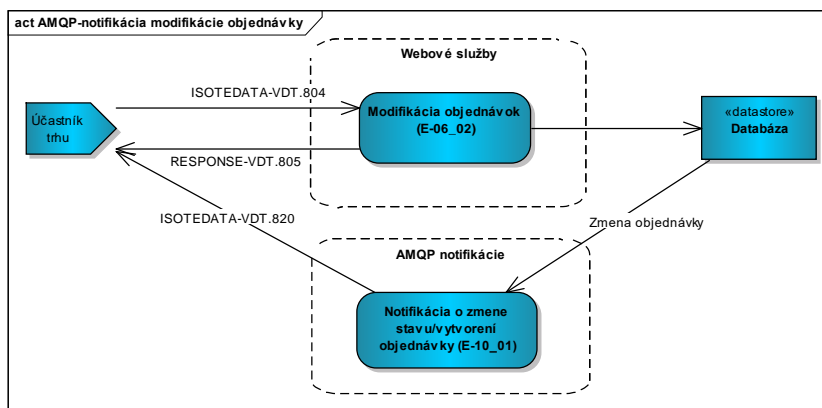 act AMQP-notifikácia modifikácie objednávky
Webové služby
ISOTEDATA-VDT.804
Účastník
trhu
Modifikácia objednávok
(E-06_02)
«datastore»
Databáza
RESPONSE-VDT.805
ISOTEDATA-VDT.820
Zmena objednávky
AMQP notifikácie
Notifikácia o zmene
stavu/vytvorení
objednávky (E-10_01)